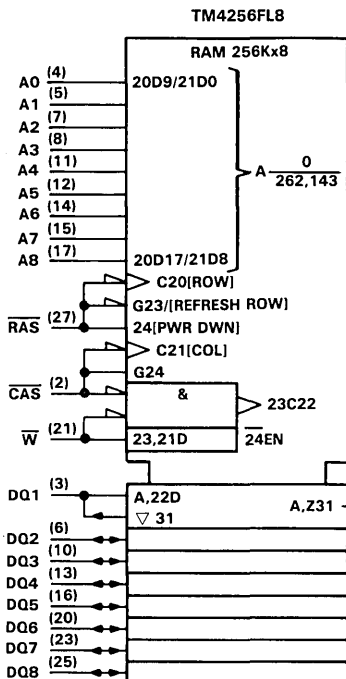 TM4256FL8
RAM 256Kx8
A0 (4) 20D9/21D0
A1 (5)
A2 (7)
A3 (8)
A4 (11)
A5 (12)
A6 (14)
A7 (15)
A8 (17) 20D17/21D8
A 0
262,143
C20[ROW]
G23/[REFRESH ROW]
RAS (27) 24[PWR DWN]
C21[COL]
G24
CAS (2) & 23C22
W (21) 23,21D 24EN
DQ1 (3) A,22D A,Z31
▽ 31
DQ2 (6)
DQ3 (10)
DQ4 (13)
DQ5 (16)
DQ6 (20)
DQ7 (23)
DQ8 (25)